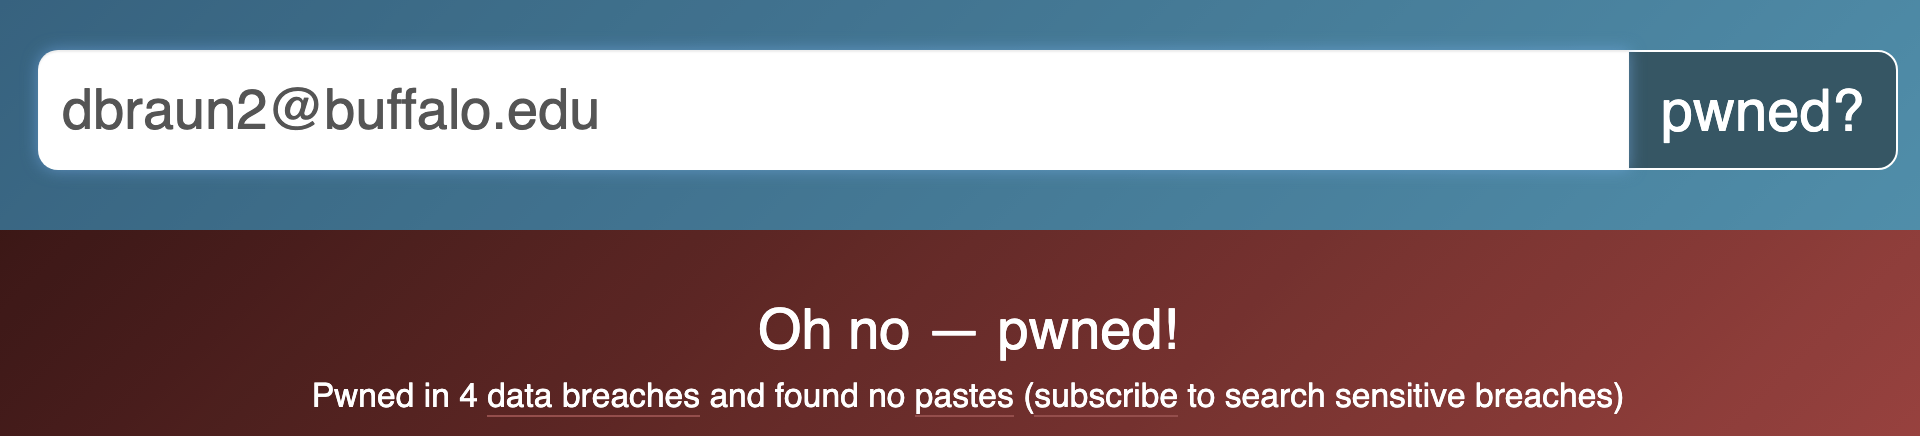 dbraun2@buffalo.edu
pwned?
Oh no — pwned!
Pwned in 4 data breaches and found no pastes (subscribe to search sensitive breaches)